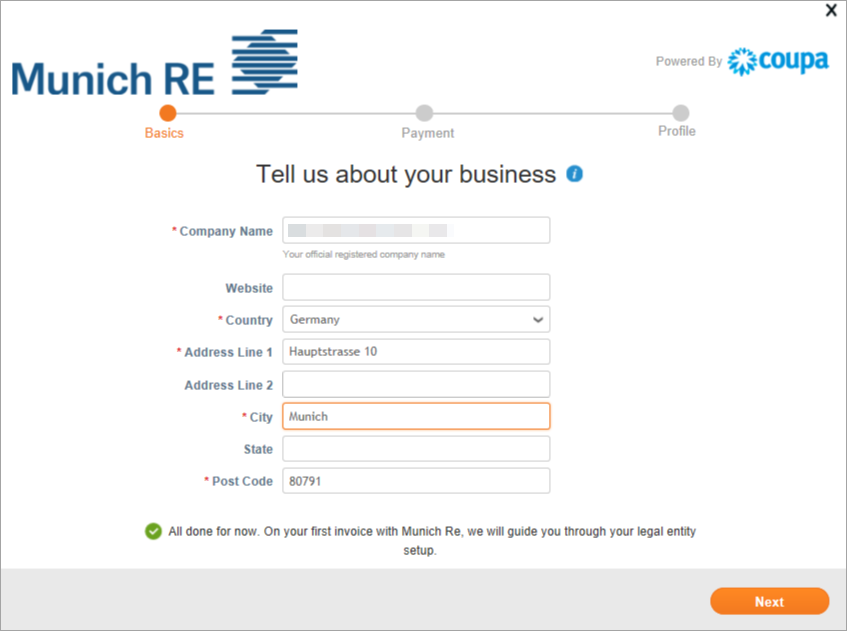 X
Munich RE
Powered By coupa
Basics
Payment
Profile
Tell us about your business i
* Company Name
Your official registered company name
Website
* Country Germany
* Address Line 1 Hauptstrasse 10
Address Line 2
* City Munich
State
* Post Code 80791
All done for now. On your first invoice with Munich Re, we will guide you through your legal entity
setup.
Next